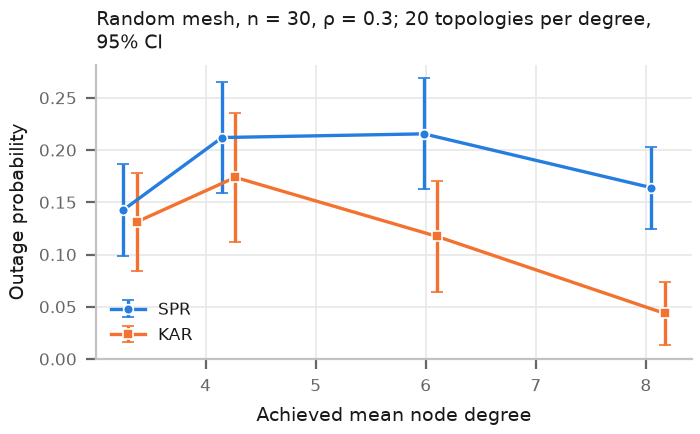 Random mesh, n = 30, ρ = 0.3; 20 topologies per degree,
95% CI
Outage probability
0.25
0.20
0.15
0.10
0.05
0.00
SPR
KAR
4
5
6
7
8
Achieved mean node degree